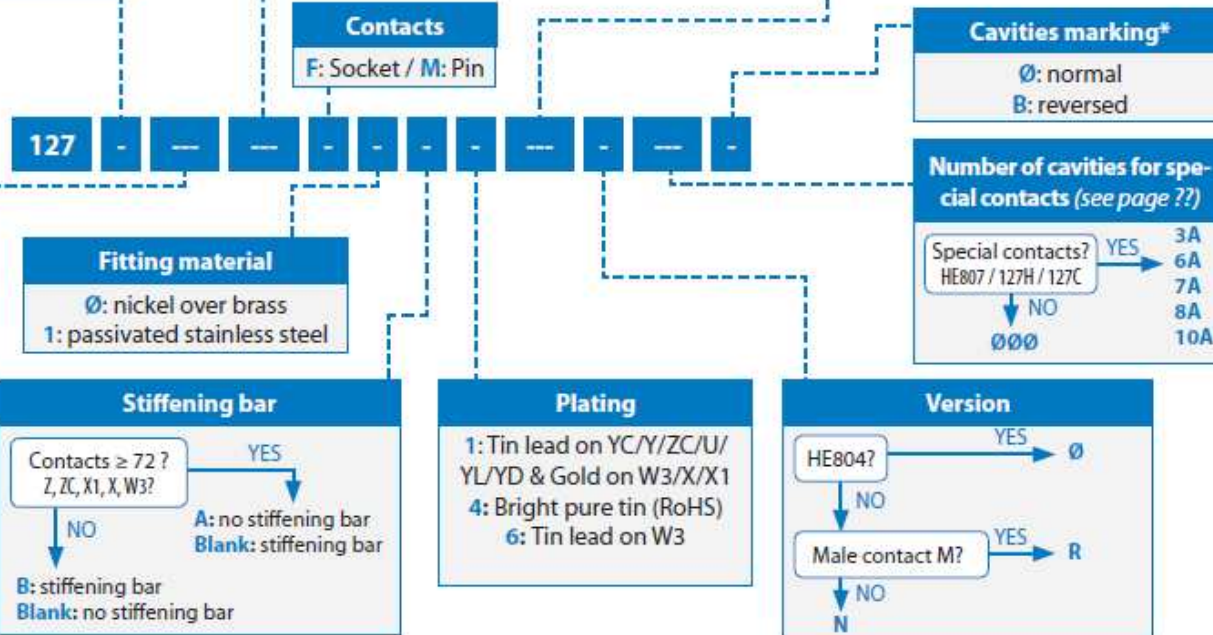 Contacts
F: Socket / M: Pin
Cavities marking*
Ø: normal
B: reversed
127 - --- --- - - - - --- - --- -
Number of cavities for spe-
cial contacts (see page ??)
Special contacts?
HE807 / 127H / 127C
YES
3A
6A
7A
8A
10A
NO
ØØØ
Fitting material
Ø: nickel over brass
1: passivated stainless steel
Stiffening bar
Contacts ≥ 72 ?
Z, ZC, X1, X, W3?
YES
NO
A: no stiffening bar
Blank: stiffening bar
B: stiffening bar
Blank: no stiffening bar
Plating
1: Tin lead on YC/Y/ZC/U/
YL/YD & Gold on W3/X/X1
4: Bright pure tin (RoHS)
6: Tin lead on W3
Version
HE804?
YES
Ø
NO
Male contact M?
YES
R
NO
N